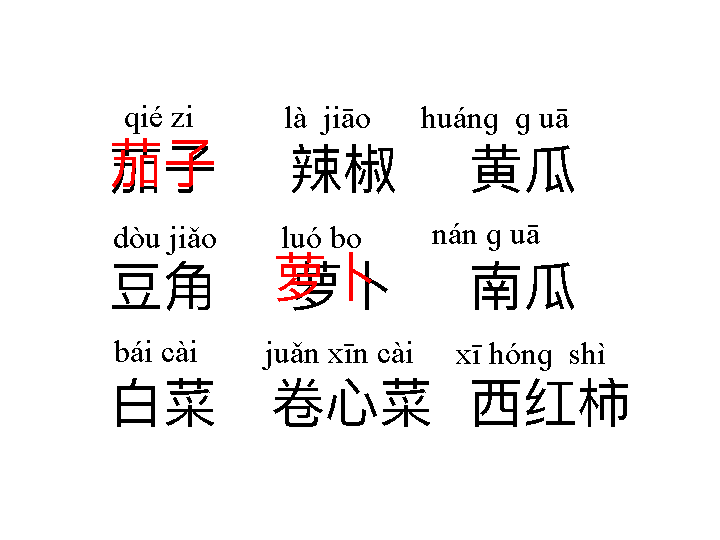 qié zi là jiāo huáng guā
茄子 辣椒 黄瓜
dòu jiǎo luó bo nán guā
豆角 萝卜 南瓜
bái cài juǎn xīn cài xī hóng shì
白菜 卷心菜 西红柿